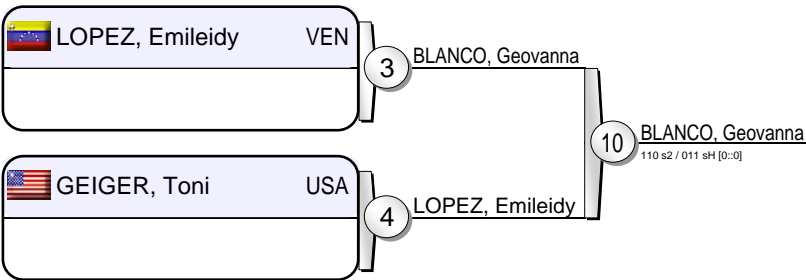 LOPEZ, Emileidy VEN
3
BLANCO, Geovanna
10
BLANCO, Geovanna
110 s2 / 011 sH [0::0]
GEIGER, Toni USA
4
LOPEZ, Emileidy